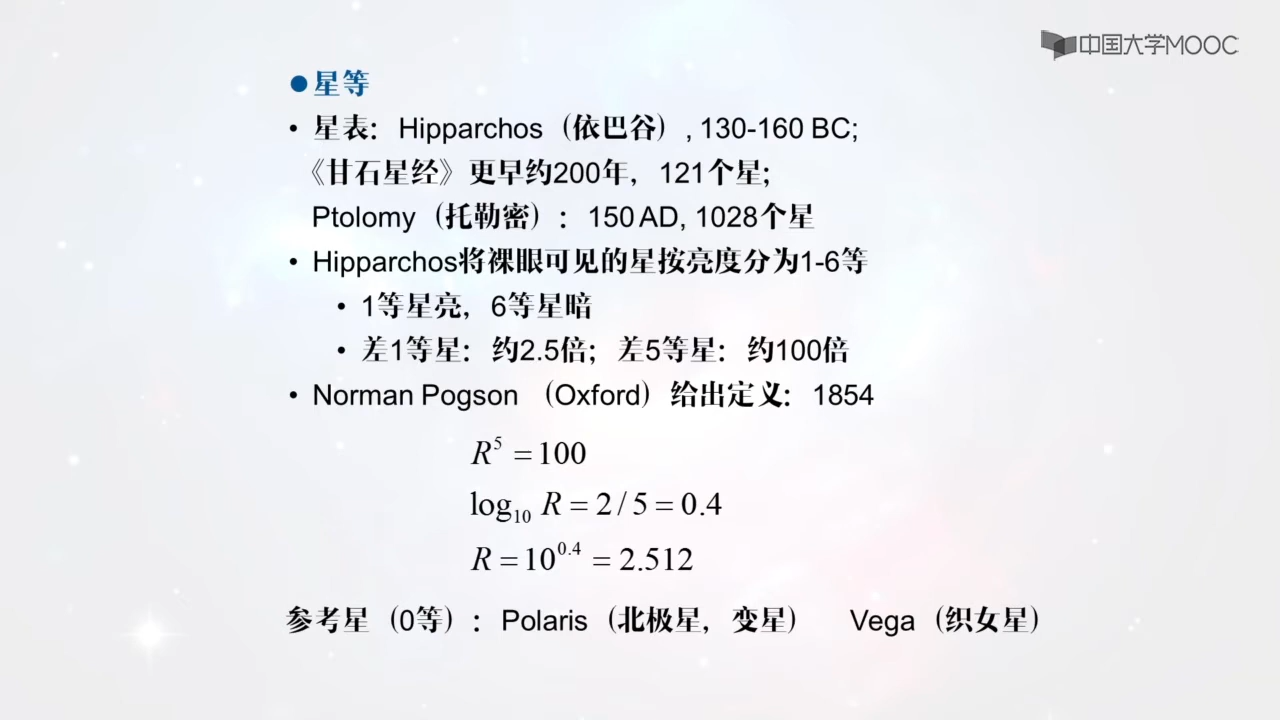 中国大学MOOC
●星等
• 星表：Hipparchos（依巴谷）, 130-160 BC;
《甘石星经》更早约200年，121个星；
Ptolomy（托勒密）：150 AD, 1028个星
• Hipparchos将裸眼可见的星按亮度分为1-6等
• 1等星亮，6等星暗
• 差1等星：约2.5倍；差5等星：约100倍
• Norman Pogson （Oxford）给出定义：1854
R⁵ = 100
log₁₀ R = 2 / 5 = 0.4
R = 10^0.4 = 2.512
参考星（0等）：Polaris（北极星，变星） Vega（织女星）